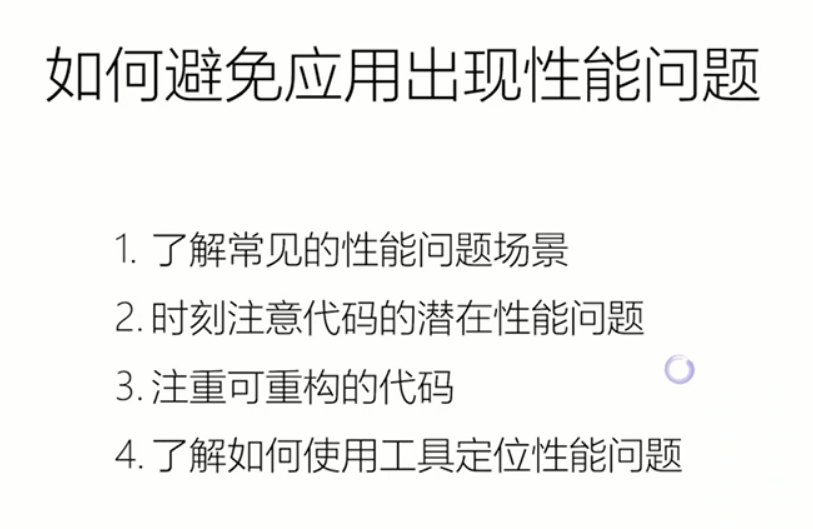 如何避免应用出现性能问题
1. 了解常见的性能问题场景
2. 时刻注意代码的潜在性能问题
3. 注重可重构的代码
4. 了解如何使用工具定位性能问题